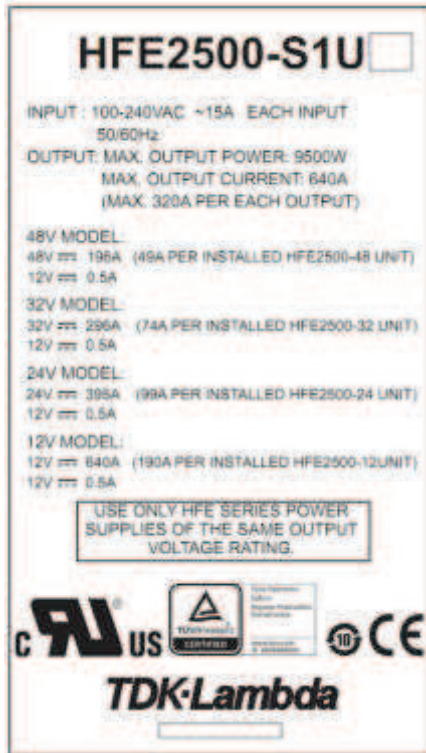 HFE2500-S1U
INPUT : 100-240VAC ~15A EACH INPUT
50/60Hz
OUTPUT: MAX. OUTPUT POWER: 9500W
MAX. OUTPUT CURRENT: 640A
(MAX. 320A PER EACH OUTPUT)
48V MODEL:
48V 196A (49A PER INSTALLED HFE2500-48 UNIT)
12V 0.5A
32V MODEL:
32V 296A (74A PER INSTALLED HFE2500-32 UNIT)
12V 0.5A
24V MODEL:
24V 395A (99A PER INSTALLED HFE2500-24 UNIT)
12V 0.5A
12V MODEL:
12V 640A (190A PER INSTALLED HFE2500-12UNIT)
12V 0.5A
USE ONLY HFE SERIES POWER
SUPPLIES OF THE SAME OUTPUT
VOLTAGE RATING.
C RU ® US
CERTIFIED
10 CE
TDK·Lambda